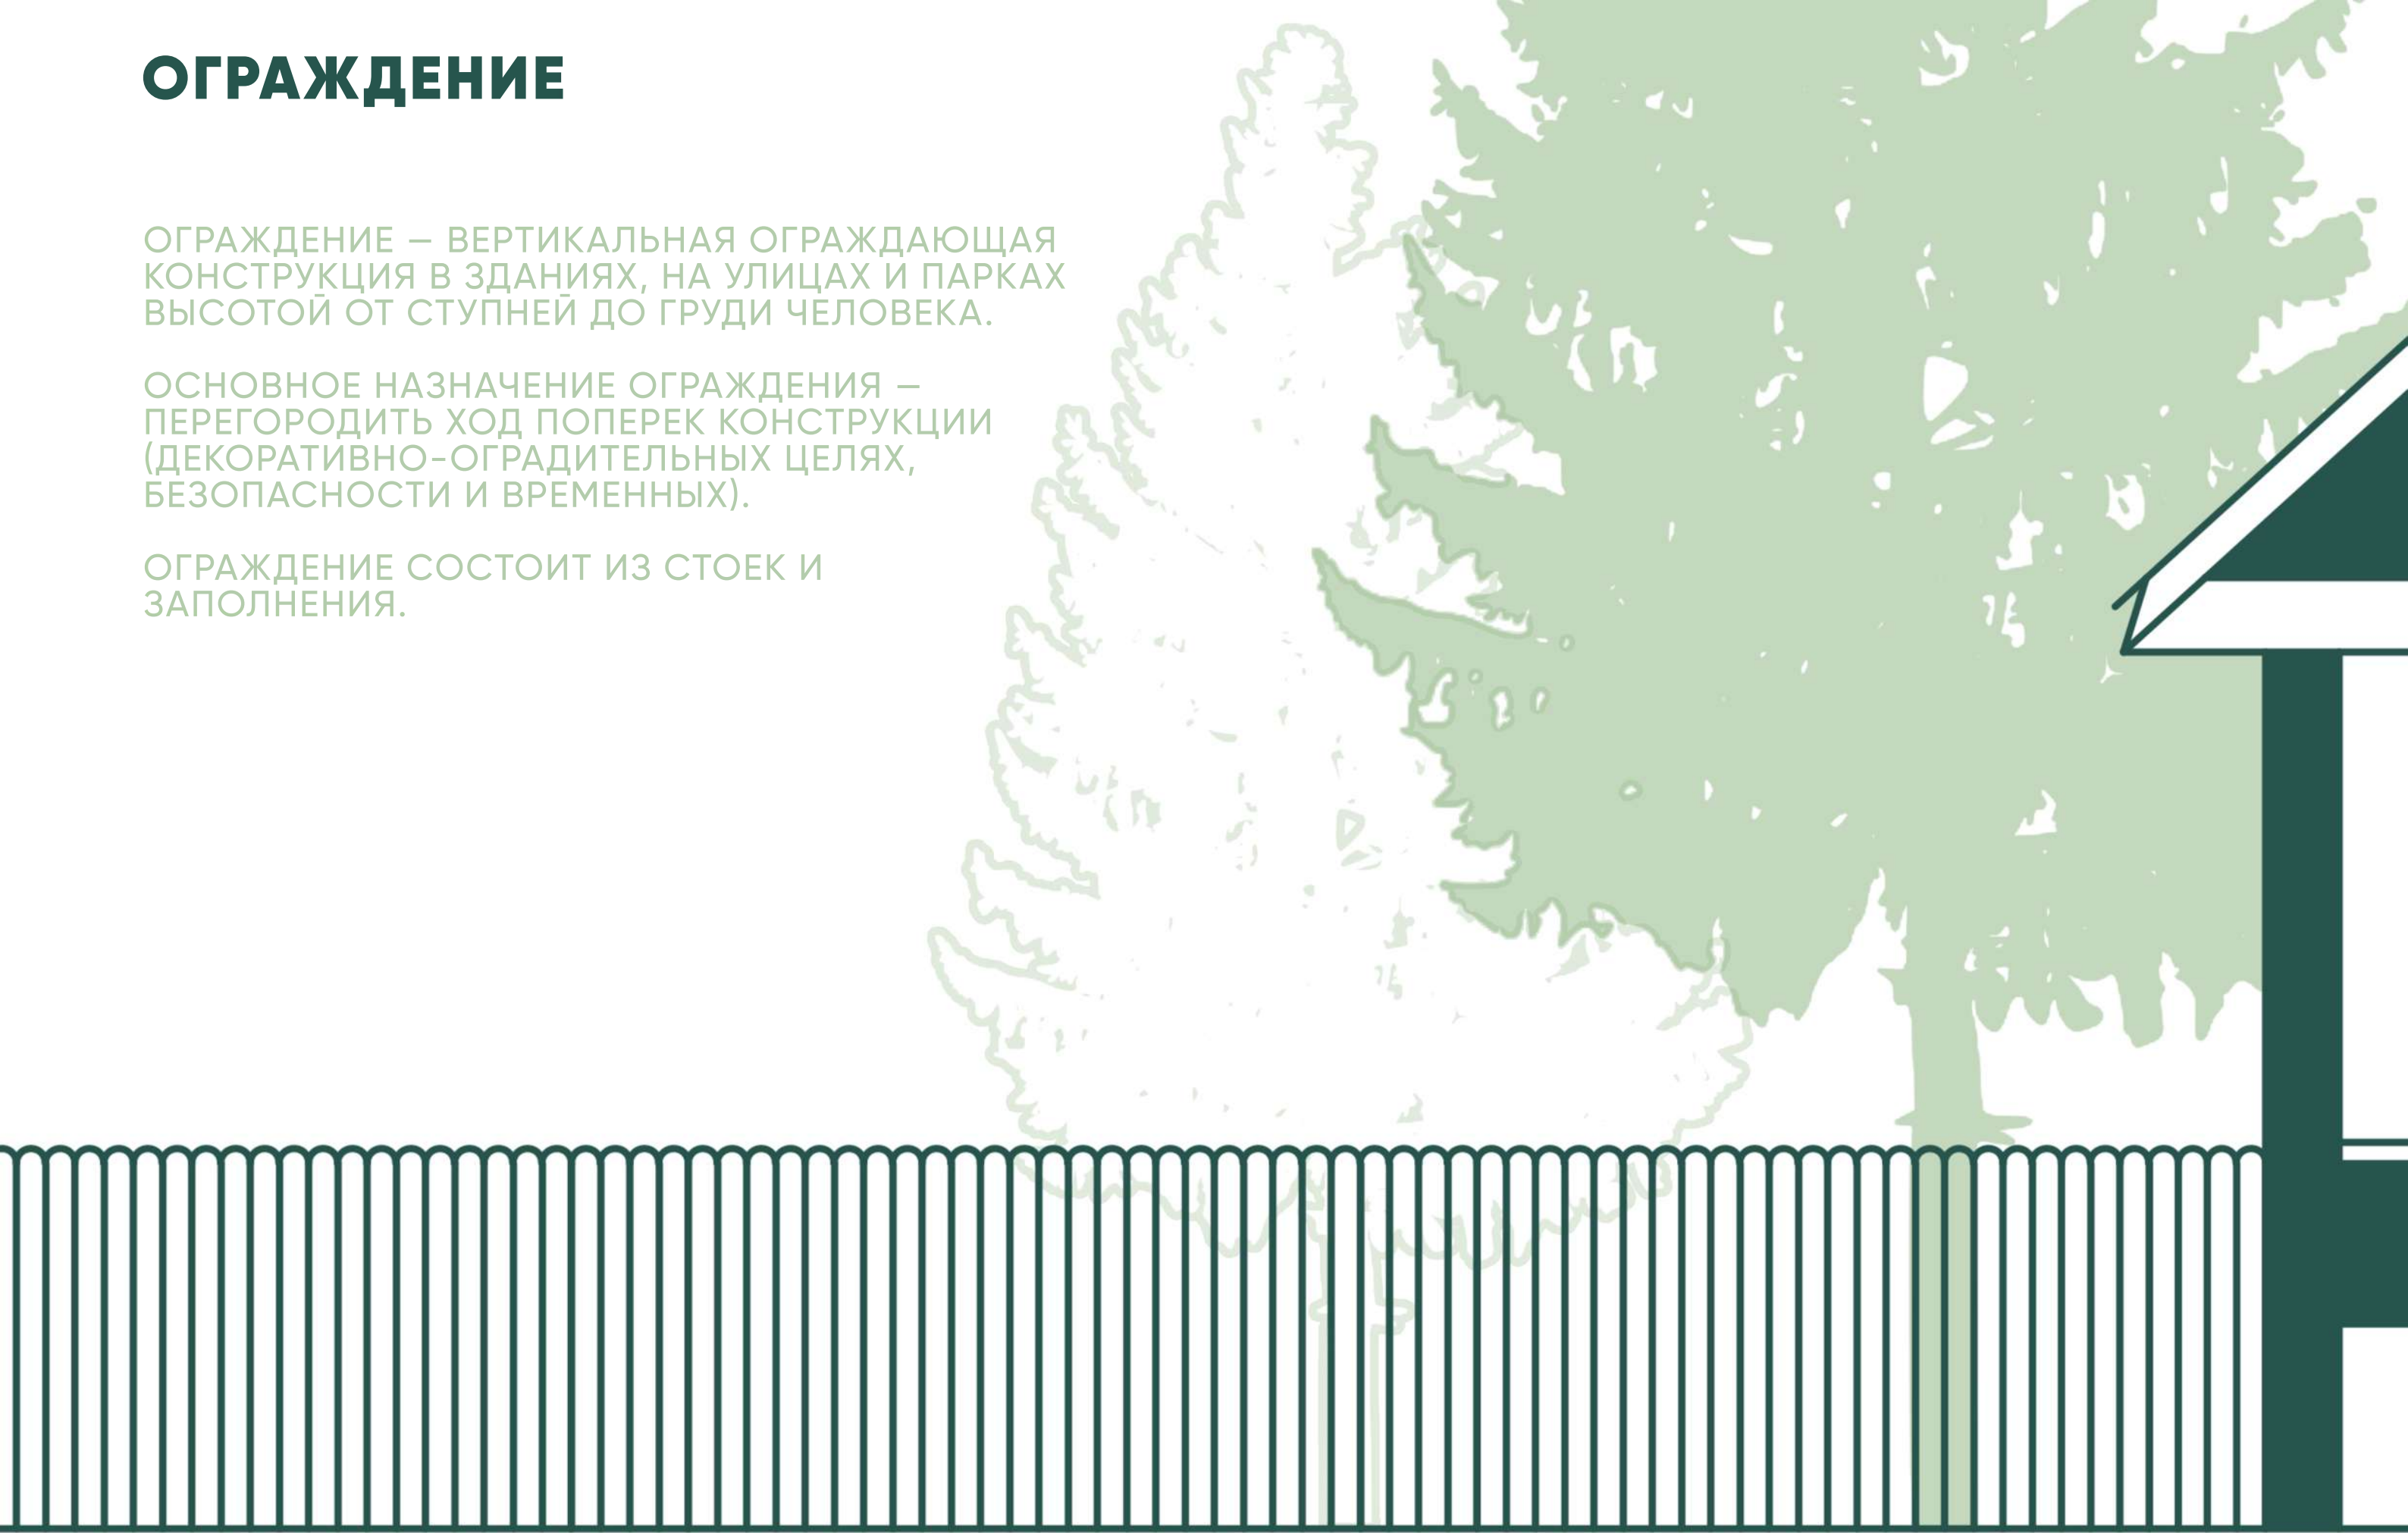 ОГРАЖДЕНИЕ
ОГРАЖДЕНИЕ – ВЕРТИКАЛЬНАЯ ОГРАЖДАЮЩАЯ
КОНСТРУКЦИЯ В ЗДАНИЯХ, НА УЛИЦАХ И ПАРКАХ
ВЫСОТОЙ ОТ СТУПНЕЙ ДО ГРУДИ ЧЕЛОВЕКА.
ОСНОВНОЕ НАЗНАЧЕНИЕ ОГРАЖДЕНИЯ –
ПЕРЕГОРОДИТЬ ХОД ПОПЕРЕК КОНСТРУКЦИИ
(ДЕКОРАТИВНО-ОГРАДИТЕЛЬНЫХ ЦЕЛЯХ,
БЕЗОПАСНОСТИ И ВРЕМЕННЫХ).
ОГРАЖДЕНИЕ СОСТОИТ ИЗ СТОЕК И
ЗАПОЛНЕНИЯ.